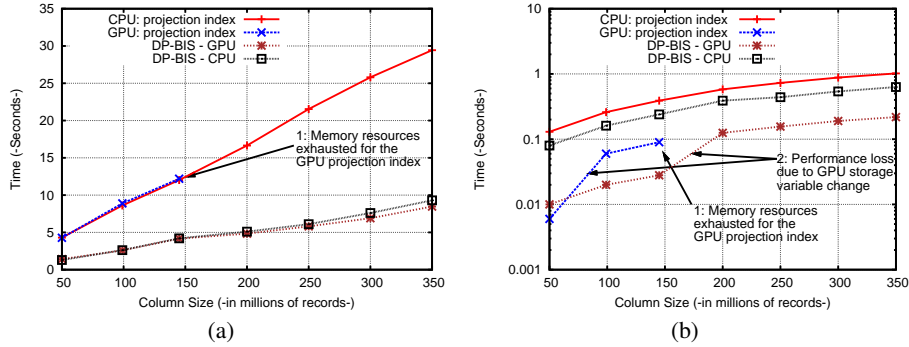 CPU: projection index
GPU: projection index
DP-BIS - GPU
DP-BIS - CPU
35
30
25
20
15
10
5
0
Time (-Seconds-)
1: Memory resources
exhausted for the
GPU projection index
50 100 150 200 250 300 350
Column Size (-in millions of records-)
(a)
CPU: projection index
GPU: projection index
DP-BIS - GPU
DP-BIS - CPU
10
1
0.1
0.01
0.001
Time (-Seconds-)
2: Performance loss
due to GPU storage
variable change
1: Memory resources
exhausted for the
GPU projection index
50 100 150 200 250 300 350
Column Size (-in millions of records-)
(b)